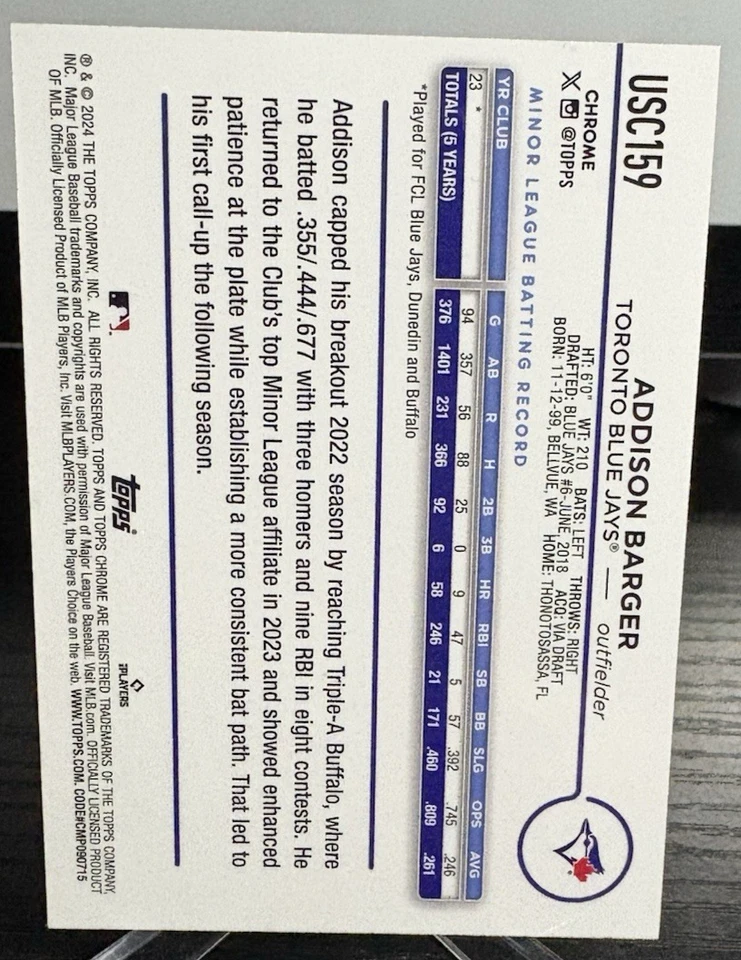 USC159
CHROME
X @TOPPS
ADDISON BARGER
TORONTO BLUE JAYS® — outfielder
HT: 6'0" WT: 210 BATS: LEFT THROWS: RIGHT
DRAFTED: BLUE JAYS #6-JUNE, 2018 ACQ: VIA DRAFT
BORN: 11-12-99, BELLVUE, WA HOME: THONOTOSASSA, FL
MINOR LEAGUE BATTING RECORD
YR CLUB G AB R H 2B 3B HR RBI SB BB SLG OPS AVG
23 * 94 357 56 88 25 0 9 47 5 57 .392 .745 .246
TOTALS (5 YEARS) 376 1401 231 366 92 6 58 246 21 171 .460 .809 .261
*Played for FCL Blue Jays, Dunedin and Buffalo
Addison capped his breakout 2022 season by reaching Triple-A Buffalo, where
he batted .355/.444/.677 with three homers and nine RBI in eight contests. He
returned to the Club's top Minor League affiliate in 2023 and showed enhanced
patience at the plate while establishing a more consistent bat path. That led to
his first call-up the following season.
topps®
PLAYERS
® & © 2024 THE TOPPS COMPANY, INC. ALL RIGHTS RESERVED. TOPPS AND TOPPS CHROME ARE REGISTERED TRADEMARKS OF THE TOPPS COMPANY,
INC. Major League Baseball trademarks and copyrights are used with permission of Major League Baseball. Visit MLB.com. OFFICIALLY LICENSED PRODUCT
OF MLB. Officially Licensed Product of MLB Players, Inc. Visit MLBPLAYERS.COM, the Players Choice on the web. WWW.TOPPS.COM. CODE#CMP090715